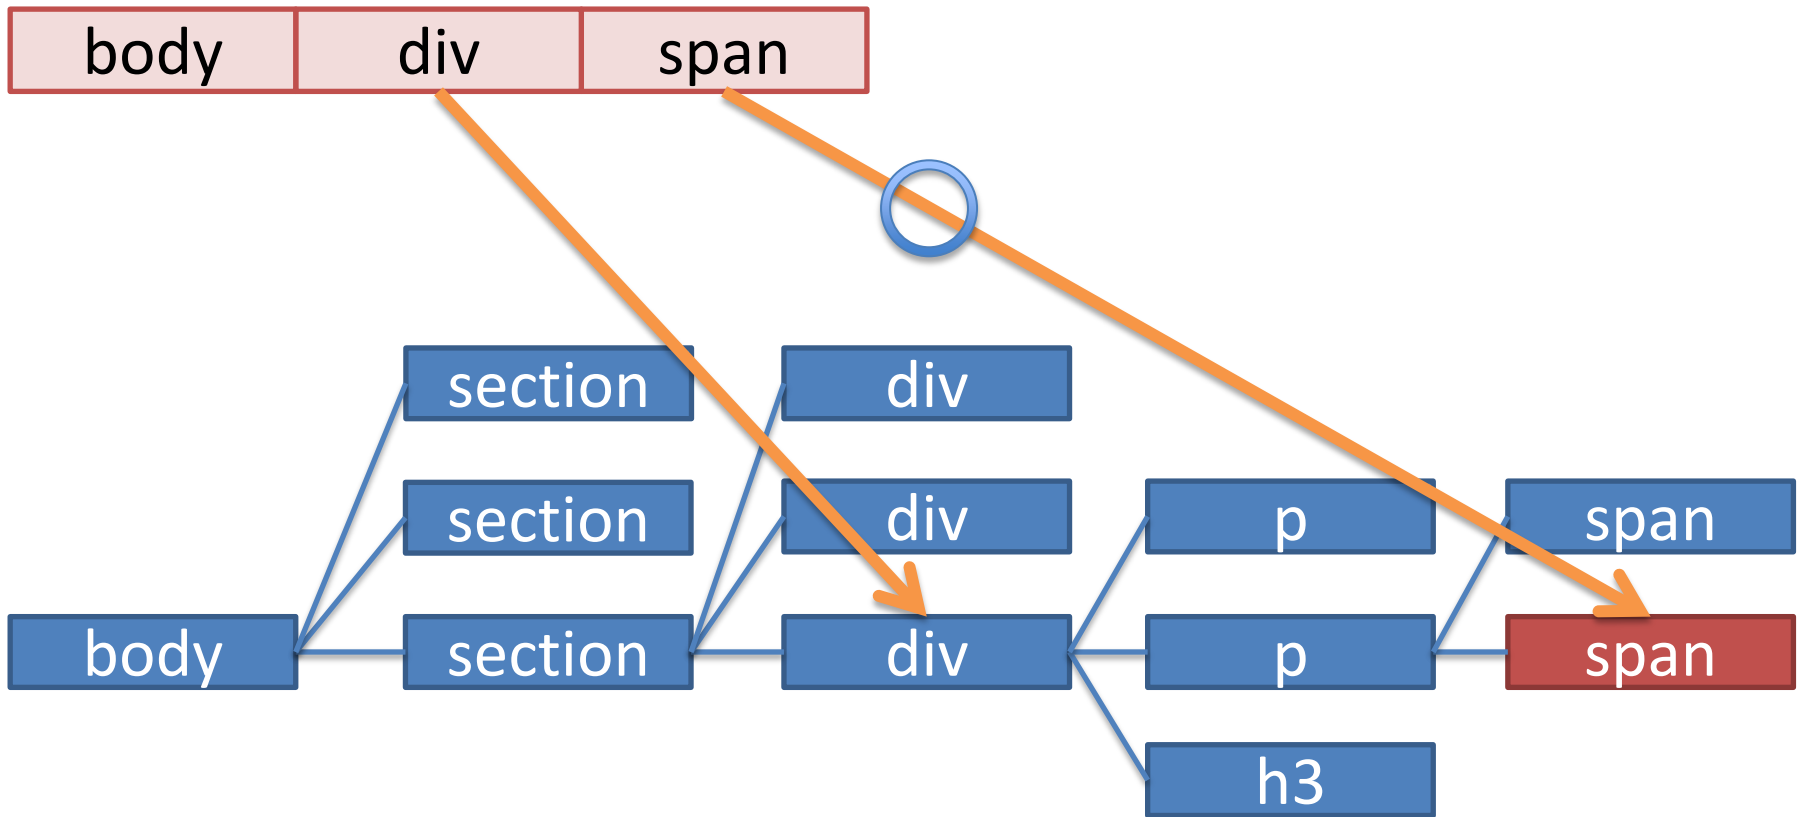 body div span
section div
section div p span
body section div p span
h3